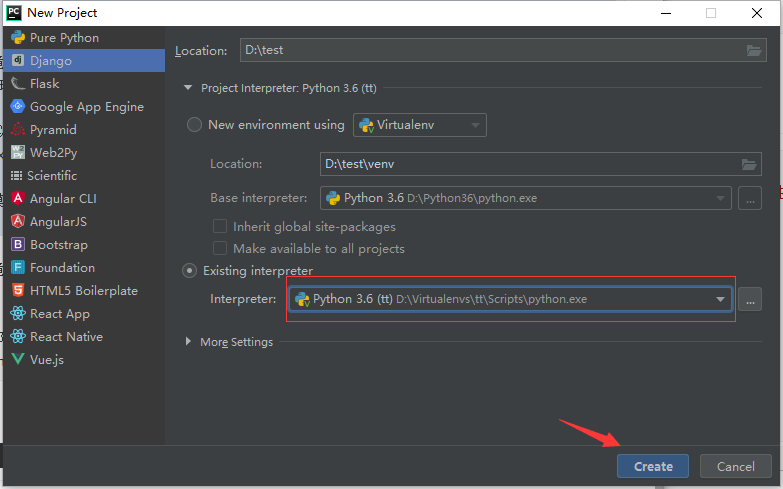 New Project
Pure Python
Django
Flask
Google App Engine
Pyramid
Web2Py
Scientific
Angular CLI
AngularJS
Bootstrap
Foundation
HTML5 Boilerplate
React App
React Native
Vue.js
Location: D:\test
Project Interpreter: Python 3.6 (tt)
New environment using Virtualenv
Location: D:\test\venv
Base interpreter: Python 3.6 D:\Python36\python.exe ...
Inherit global site-packages
Make available to all projects
Existing interpreter
Interpreter: Python 3.6 (tt) D:\Virtualenvs\tt\Scripts\python.exe ...
More Settings
Create Cancel